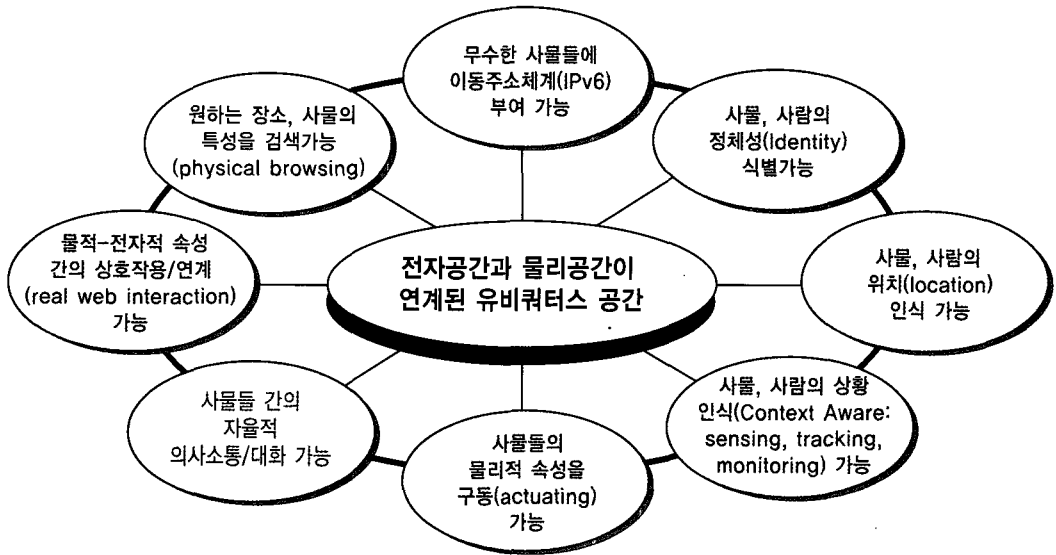 무수한 사물들에
이동주소체계(IPv6)
부여 가능
사물, 사람의
정체성(Identity)
식별가능
사물, 사람의
위치(location)
인식 가능
사물, 사람의 상황
인식(Context Aware:
sensing, tracking,
monitoring) 가능
사물들의
물리적 속성을
구동(actuating)
가능
사물들 간의
자율적
의사소통/대화 가능
물적-전자적 속성
간의 상호작용/연계
(real web interaction)
가능
원하는 장소, 사물의
특성을 검색가능
(physical browsing)
전자공간과 물리공간이
연계된 유비쿼터스 공간